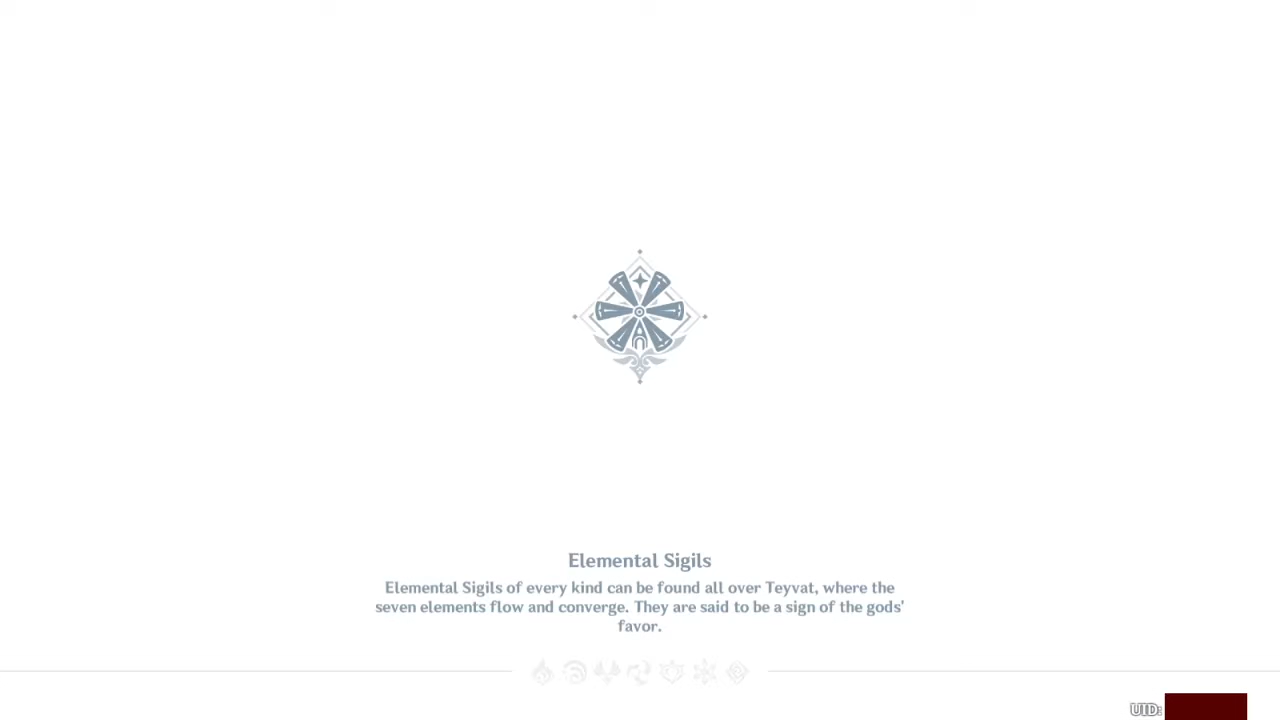 Elemental Sigils
Elemental Sigils of every kind can be found all over Teyvat, where the
seven elements flow and converge. They are said to be a sign of the gods'
favor.
UID: